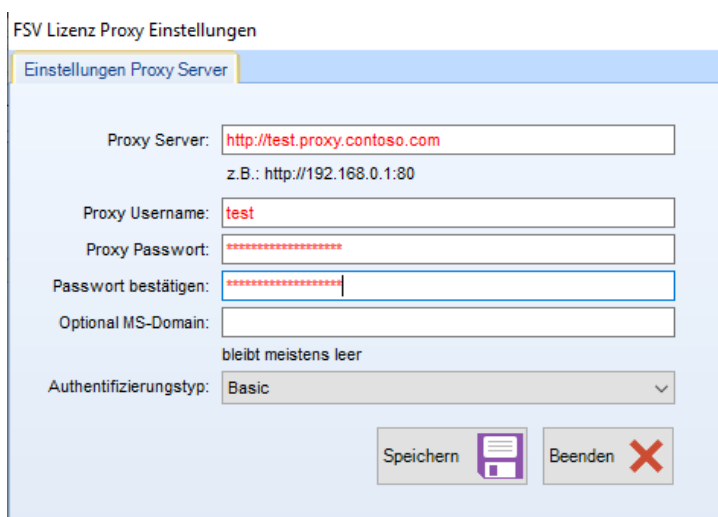 FSV Lizenz Proxy Einstellungen
Einstellungen Proxy Server
Proxy Server: http://test.proxy.contoso.com
z.B.: http://192.168.0.1:80
Proxy Username: test
Proxy Passwort: *******************
Passwort bestätigen: *******************
Optional MS-Domain:
bleibt meistens leer
Authentifizierungstyp: Basic
Speichern Beenden